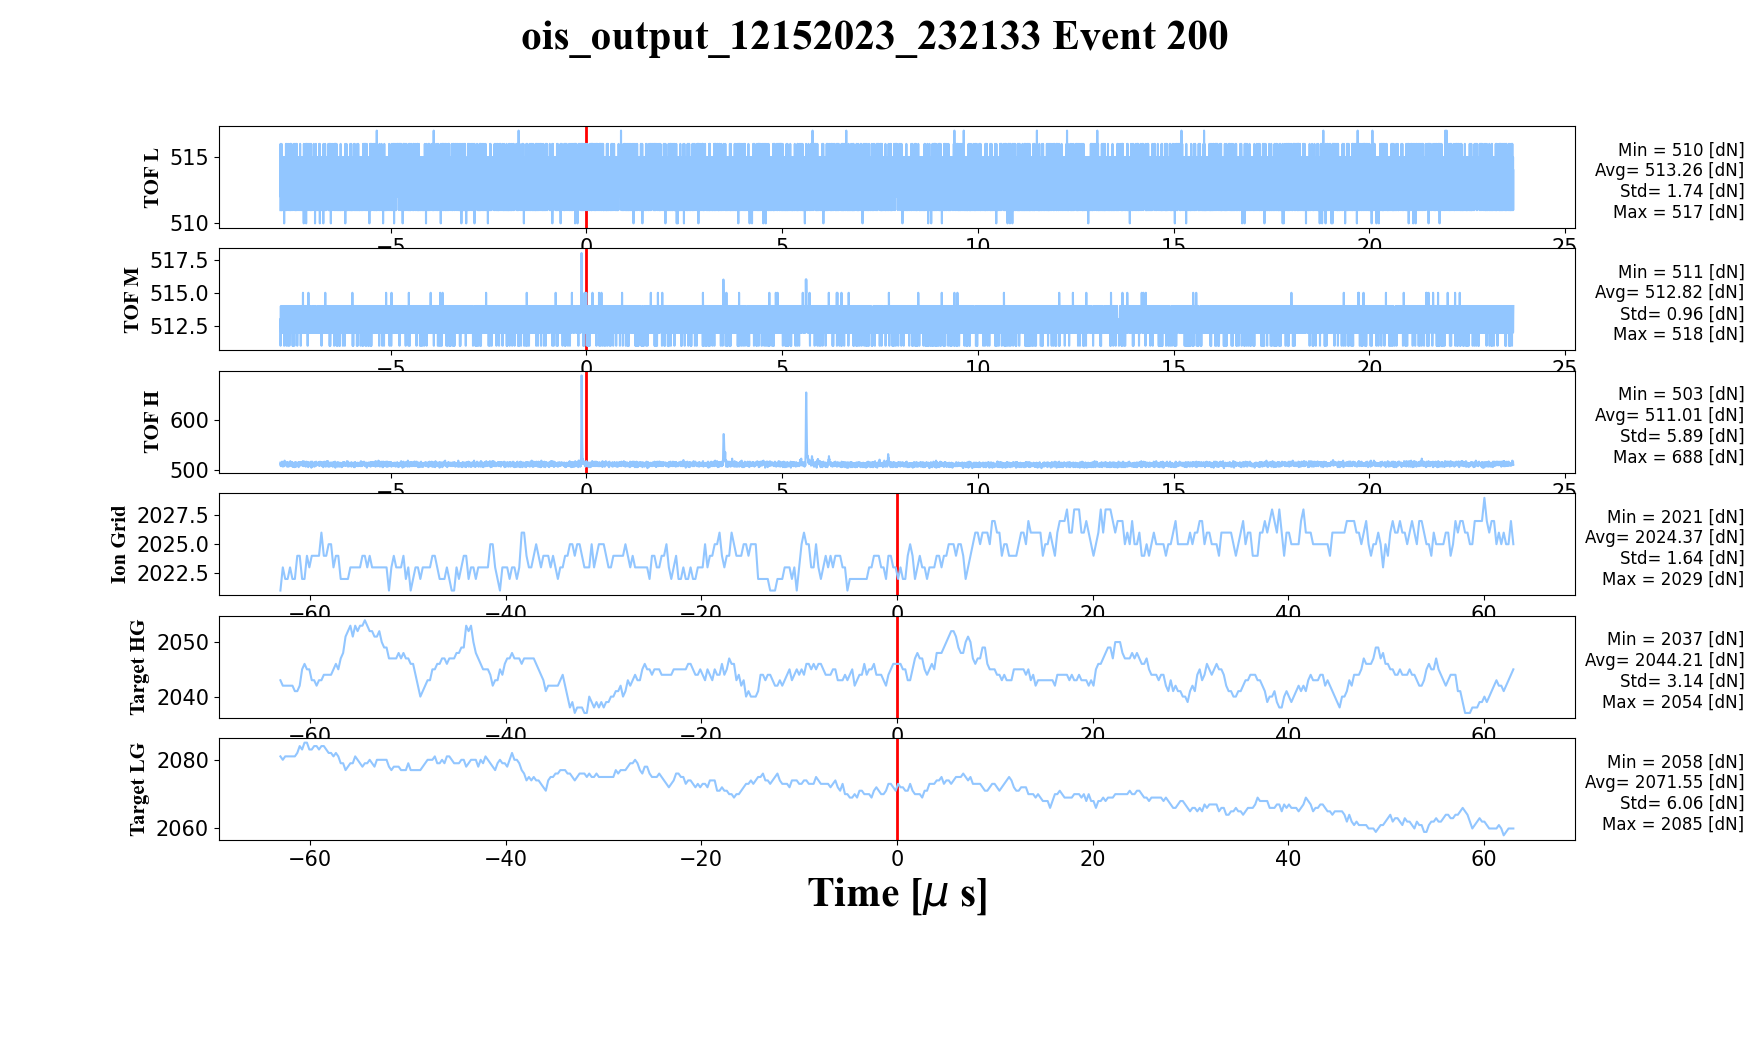 ois_output_12152023_232133 Event 200
TOF L
515
510
Min = 510 [dN]
Avg= 513.26 [dN]
Std= 1.74 [dN]
Max = 517 [dN]
−5 0 5 10 15 20 25
TOF M
517.5
515.0
512.5
Min = 511 [dN]
Avg= 512.82 [dN]
Std= 0.96 [dN]
Max = 518 [dN]
−5 0 5 10 15 20 25
TOF H
600
500
Min = 503 [dN]
Avg= 511.01 [dN]
Std= 5.89 [dN]
Max = 688 [dN]
−5 0 5 10 15 20 25
Ion Grid
2027.5
2025.0
2022.5
Min = 2021 [dN]
Avg= 2024.37 [dN]
Std= 1.64 [dN]
Max = 2029 [dN]
−60 −40 −20 0 20 40 60
Target HG
2050
2040
Min = 2037 [dN]
Avg= 2044.21 [dN]
Std= 3.14 [dN]
Max = 2054 [dN]
−60 −40 −20 0 20 40 60
Target LG
2080
2060
Min = 2058 [dN]
Avg= 2071.55 [dN]
Std= 6.06 [dN]
Max = 2085 [dN]
−60 −40 −20 0 20 40 60
Time [μ s]